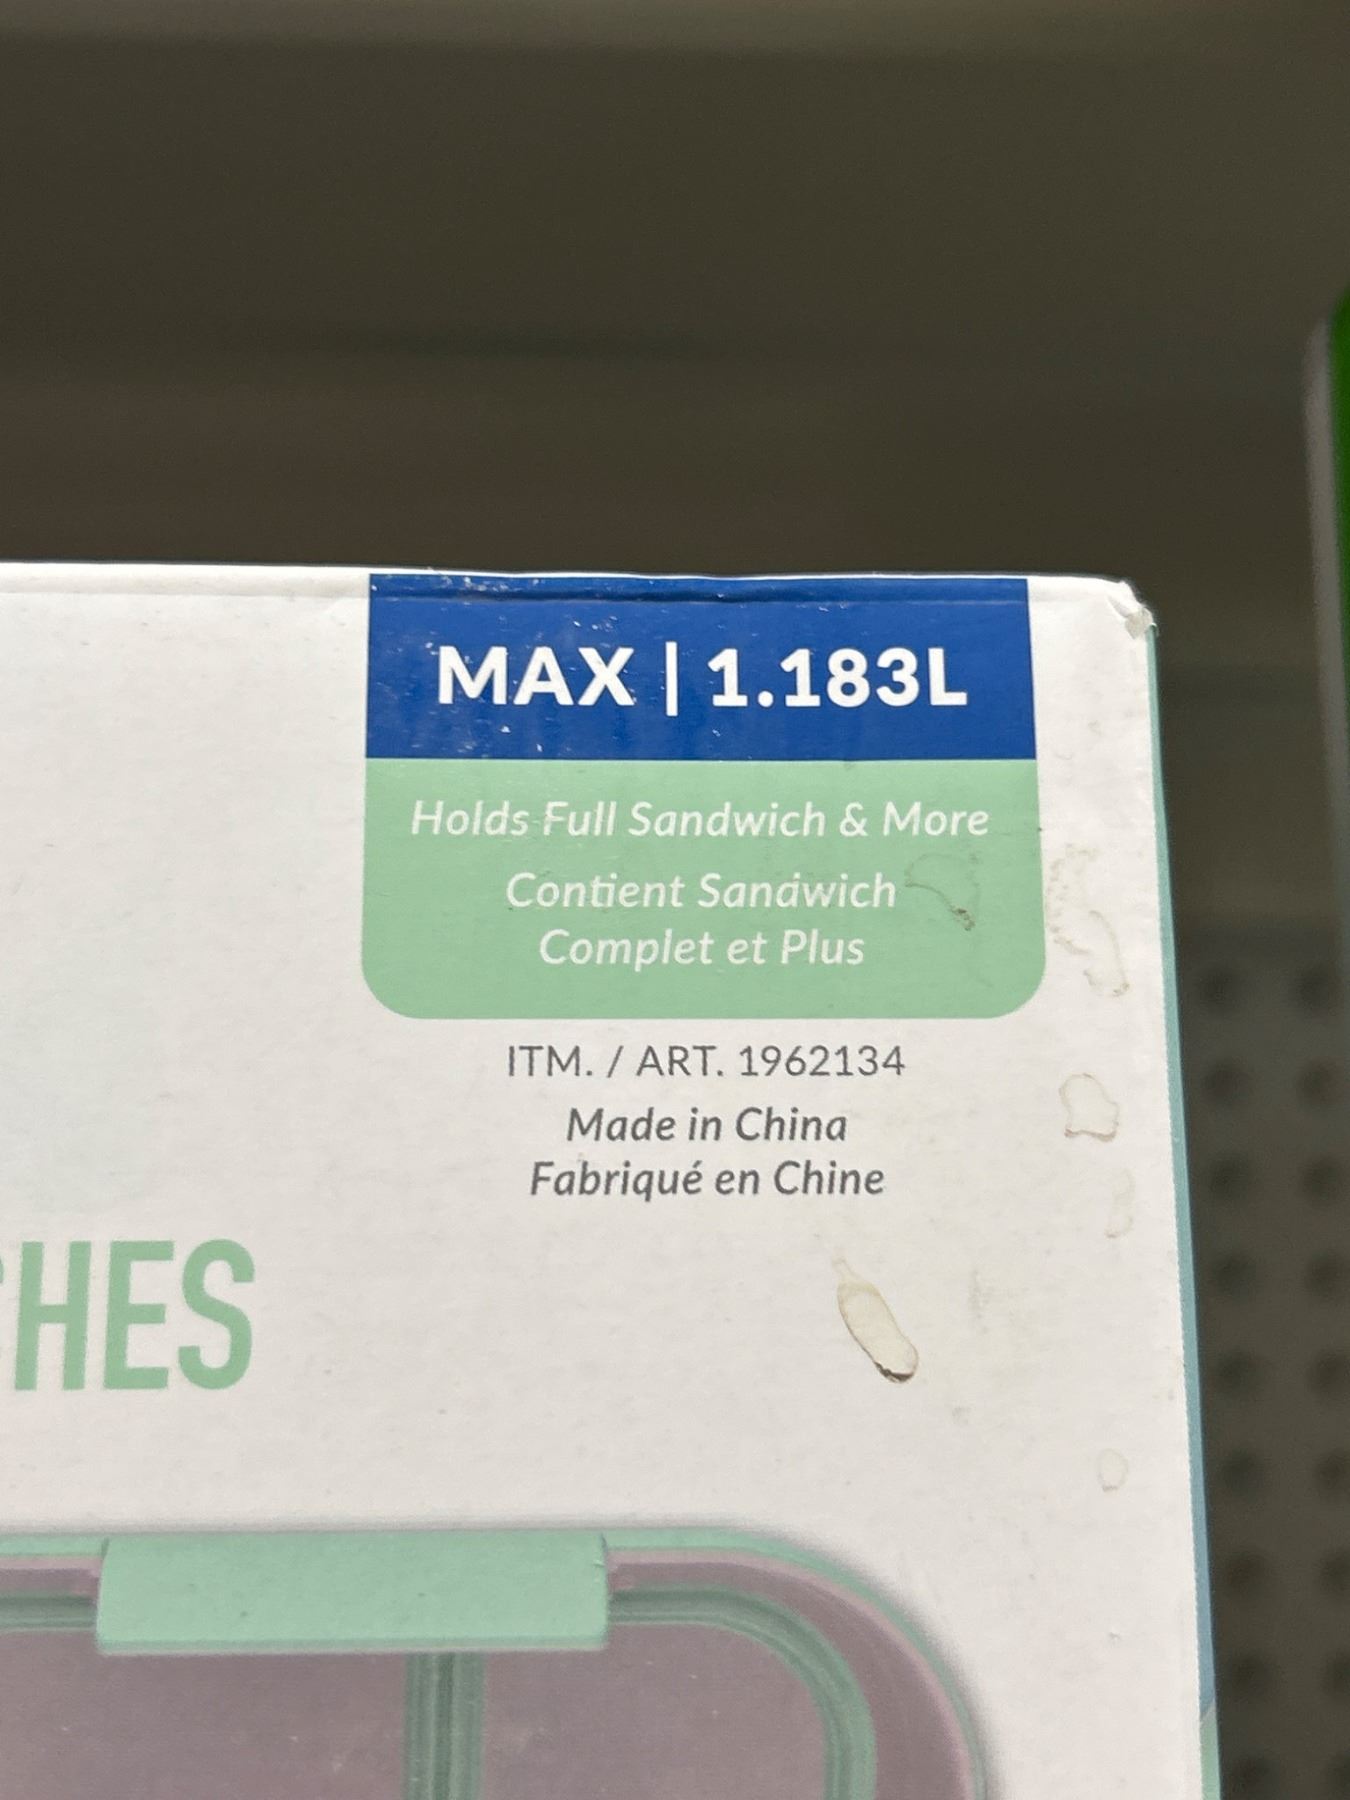 MAX | 1.183L
Holds Full Sandwich & More
Contient Sandwich
Complet et Plus
ITM. / ART. 1962134
Made in China
Fabriqué en Chine
HES